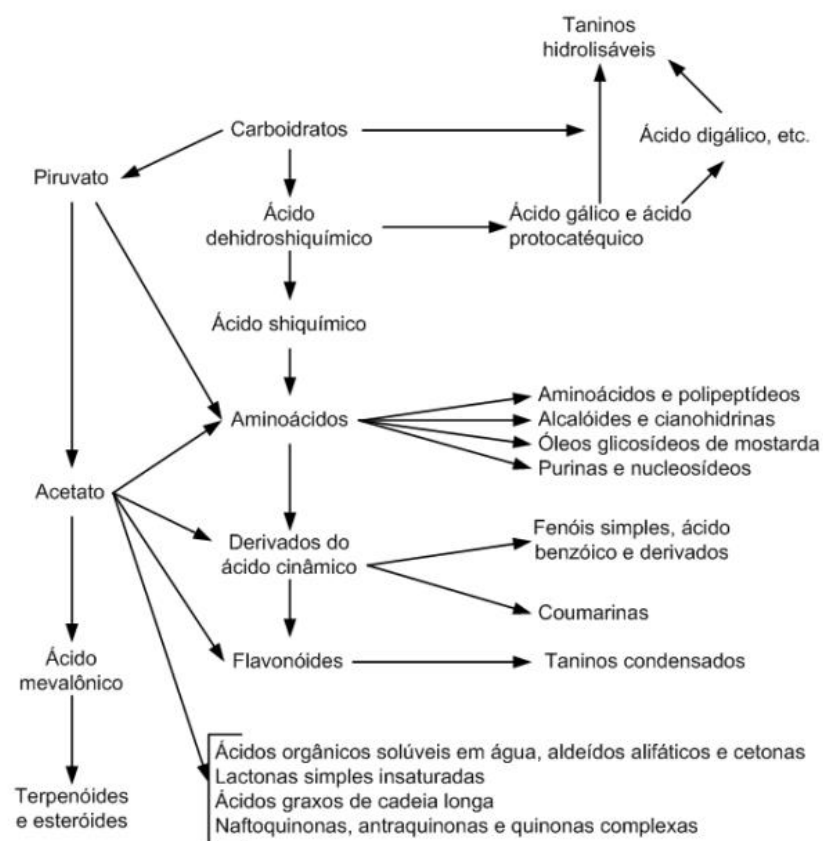 Taninos
hidrolisáveis
Carboidratos
Ácido digálico, etc.
Piruvato
Ácido
dehidroshiquímico
Ácido gálico e ácido
protocatéquico
Ácido shiquímico
Aminoácidos
Aminoácidos e polipeptídeos
Alcalóides e cianohidrinas
Óleos glicosídeos de mostarda
Purinas e nucleosídeos
Acetato
Derivados do
ácido cinâmico
Fenóis simples, ácido
benzóico e derivados
Coumarinas
Ácido
mevalônico
Flavonóides
Taninos condensados
Terpenóides
e esteróides
Ácidos orgânicos solúveis em água, aldeídos alifáticos e cetonas
Lactonas simples insaturadas
Ácidos graxos de cadeia longa
Naftoquinonas, antraquinonas e quinonas complexas